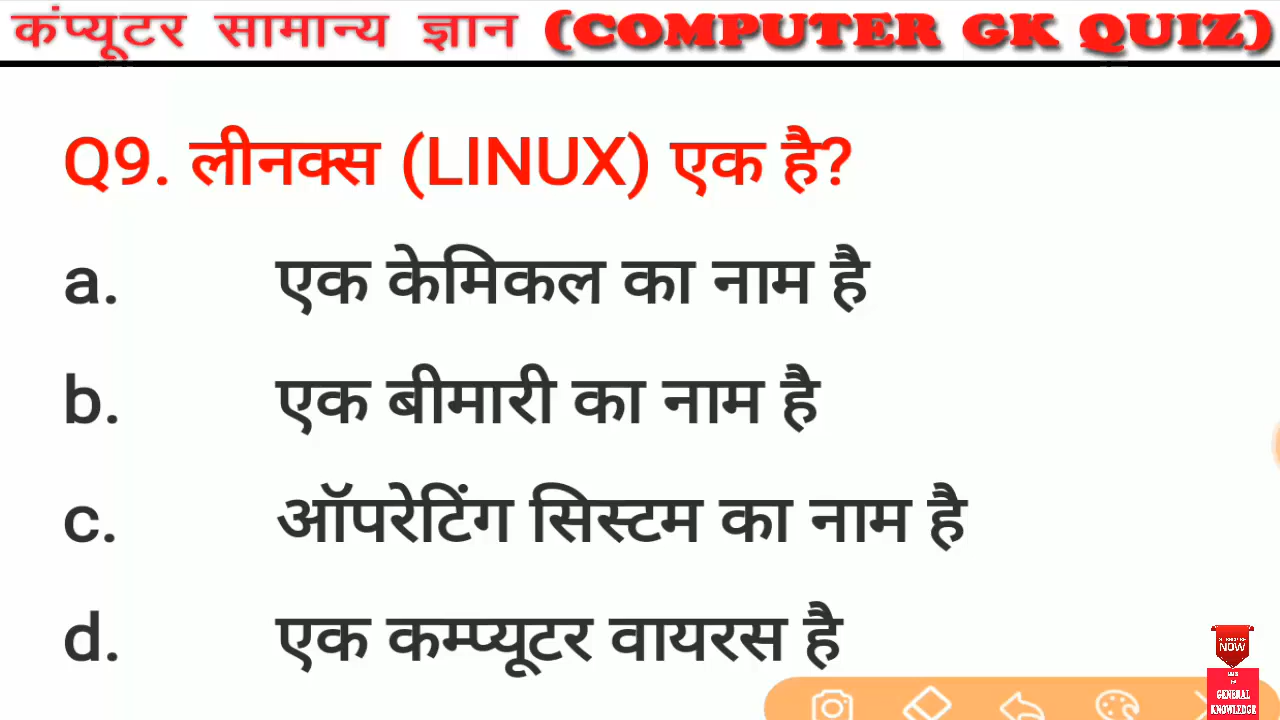 कंप्यूटर सामान्य ज्ञान (COMPUTER GK QUIZ)
Q9. लीनक्स (LINUX) एक है?
a. एक केमिकल का नाम है
b. एक बीमारी का नाम है
c. ऑपरेटिंग सिस्टम का नाम है
d. एक कम्प्यूटर वायरस है
NOW
GENERAL
KNOWLEDGE